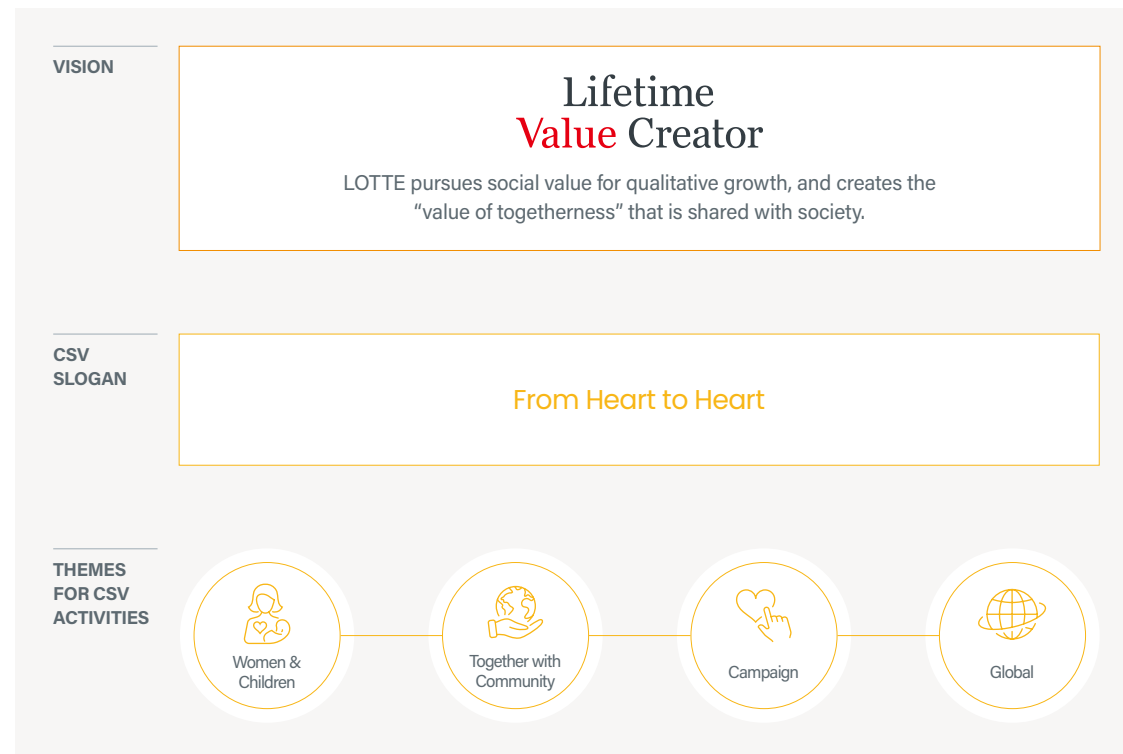 VISION
Lifetime
Value Creator
LOTTE pursues social value for qualitative growth, and creates the
“value of togetherness” that is shared with society.
CSV
SLOGAN
From Heart to Heart
THEMES
FOR CSV
ACTIVITIES
Women &
Children
Together with
Community
Campaign
Global